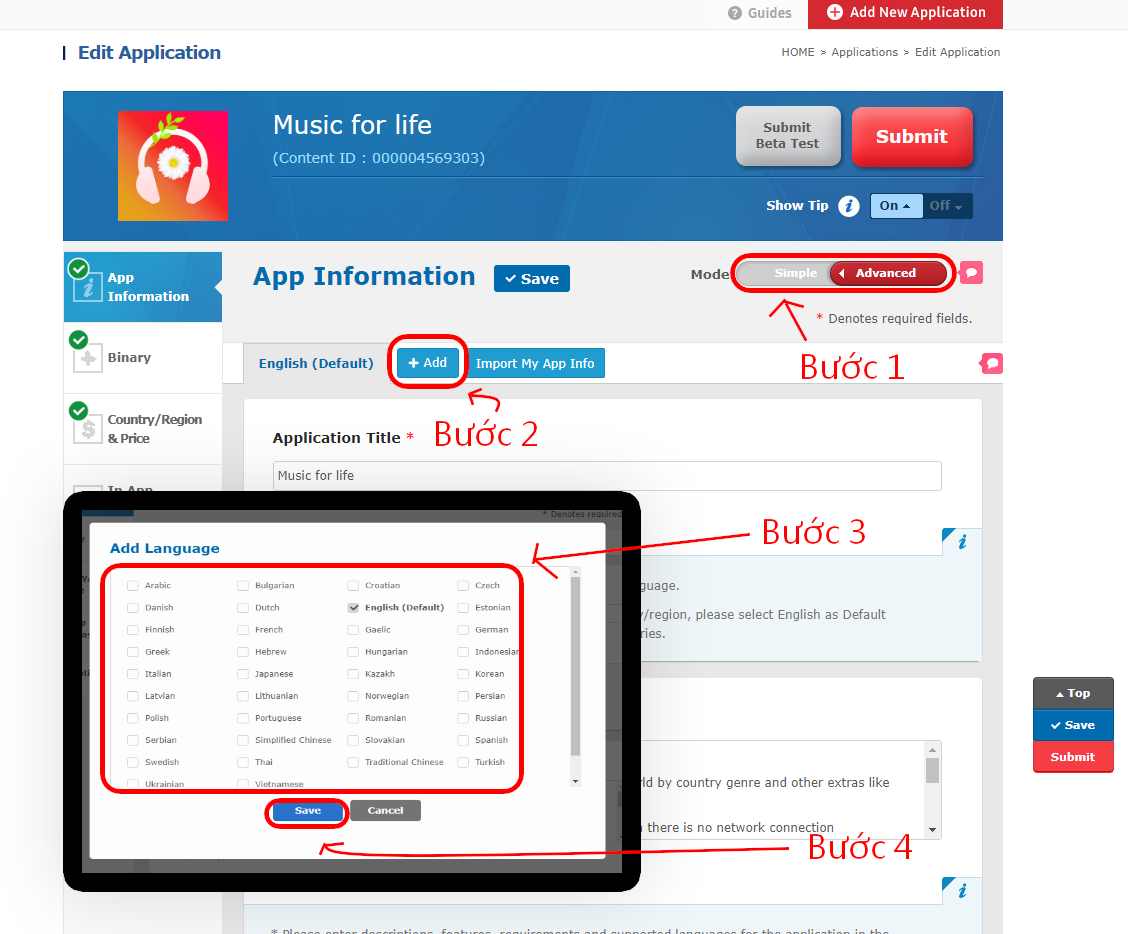 Guides
Add New Application
Edit Application
HOME > Applications > Edit Application
Music for life
(Content ID : 000004569303)
Submit
Beta Test
Submit
Show Tip
On
Off
App
Information
Binary
Country/Region
& Price
In App
App Information
Save
Mode
Simple
Advanced
* Denotes required fields.
Bước 1
English (Default)
+ Add
Import My App Info
Bước 2
Application Title *
Music for life
* Denotes required
Bước 3
Add Language
Arabic Bulgarian Croatian Czech
Danish Dutch English (Default) Estonian
Finnish French Gaelic German
Greek Hebrew Hungarian Indonesian
Italian Japanese Kazakh Korean
Latvian Lithuanian Norwegian Persian
Polish Portuguese Romanian Russian
Serbian Simplified Chinese Slovakian Spanish
Swedish Thai Traditional Chinese Turkish
Ukrainian Vietnamese
Save
Cancel
guage.
y/region, please select English as Default
ries.
Top
Save
Submit
ld by country genre and other extras like
there is no network connection
Bước 4
* Please enter descriptions, features, requirements and supported languages for the application in the